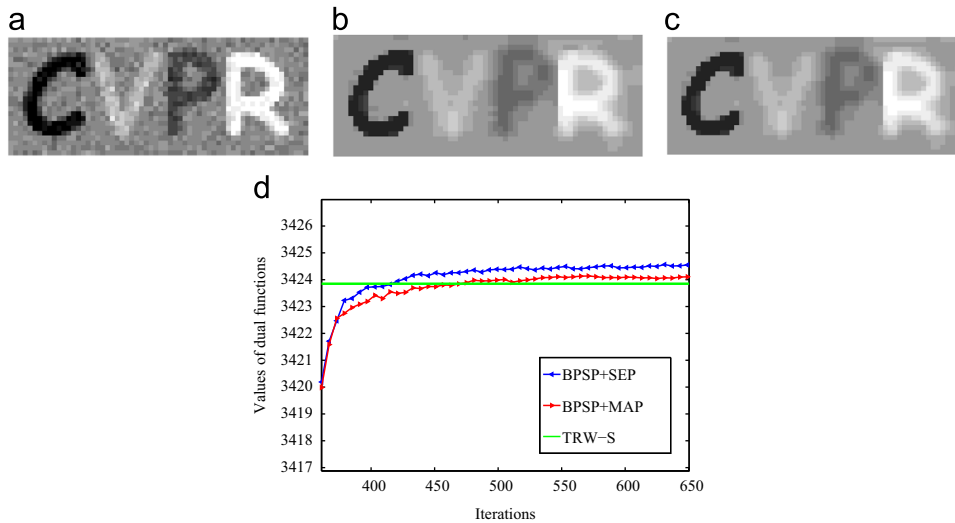 a
b
c
CVPR
CVPR
CVPR
d
3426
3425
3424
3423
3422
3421
3420
3419
3418
3417
Values of dual functions
BPSP+SEP
BPSP+MAP
TRW−S
400 450 500 550 600 650
Iterations